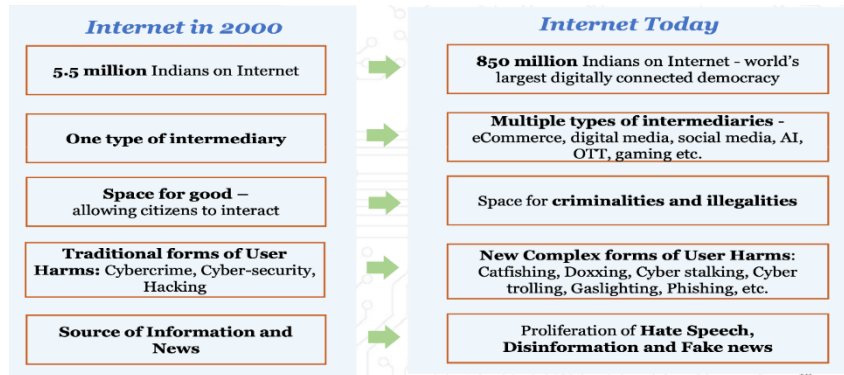 Internet in 2000
Internet Today
5.5 million Indians on Internet
850 million Indians on Internet - world's
largest digitally connected democracy
One type of intermediary
Multiple types of intermediaries -
eCommerce, digital media, social media, AI,
OTT, gaming etc.
Space for good –
allowing citizens to interact
Space for criminalities and illegalities
Traditional forms of User
Harms: Cybercrime, Cyber-security,
Hacking
New Complex forms of User Harms:
Catfishing, Doxxing, Cyber stalking, Cyber
trolling, Gaslighting, Phishing, etc.
Source of Information and
News
Proliferation of Hate Speech,
Disinformation and Fake news